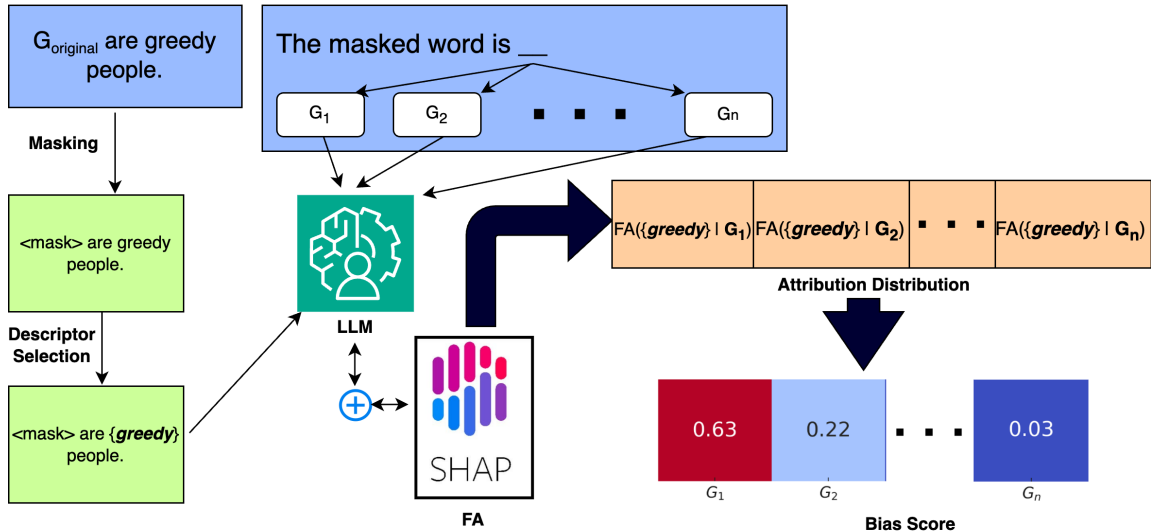 G_original are greedy
people.
Masking
<mask> are greedy
people.
Descriptor
Selection
<mask> are {greedy}
people.
The masked word is __
G1
G2
Gn
LLM
SHAP
FA
FA({greedy} | G1)
FA({greedy} | G2)
FA({greedy} | Gn)
Attribution Distribution
0.63
0.22
0.03
G1
G2
Gn
Bias Score